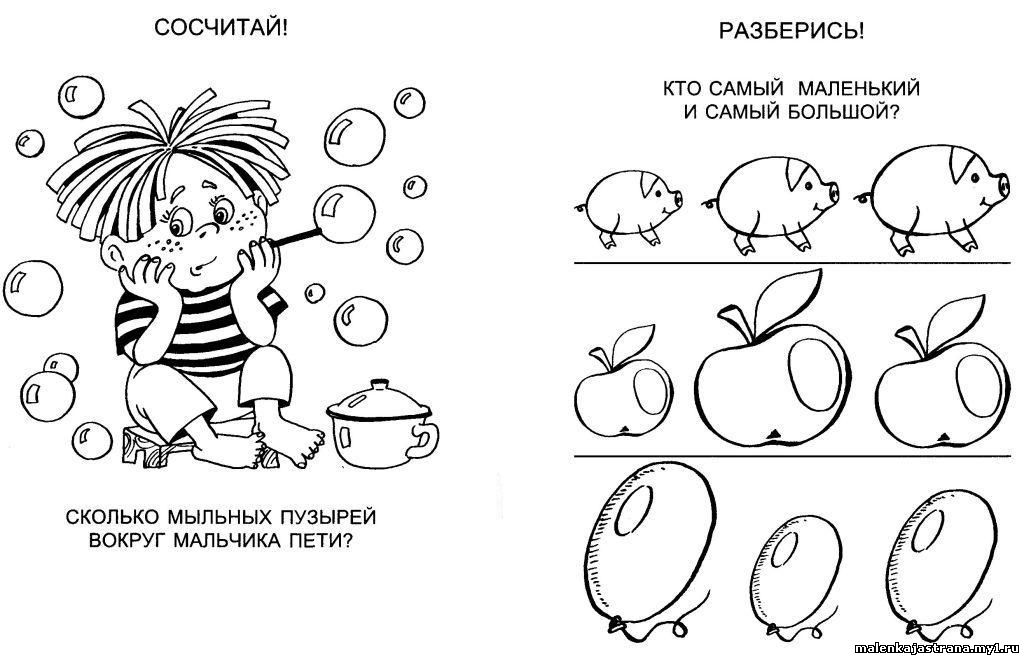 СОСЧИТАЙ!
СКОЛЬКО МЫЛЬНЫХ ПУЗЫРЕЙ
ВОКРУГ МАЛЬЧИКА ПЕТИ?
РАЗБЕРИСЬ!
КТО САМЫЙ МАЛЕНЬКИЙ
И САМЫЙ БОЛЬШОЙ?
malenkajastrana.my1.ru